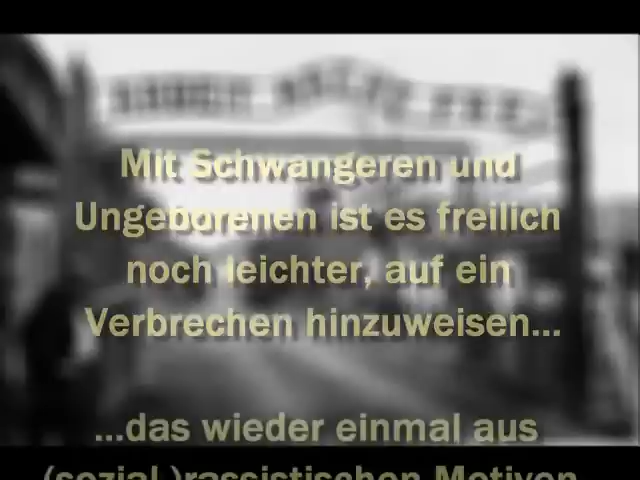 Mit Schwangeren und
Ungeborenen ist es freilich
noch leichter, auf ein
Verbrechen hinzuweisen...
...das wieder einmal aus
(sozial-)rassistischen Motiven